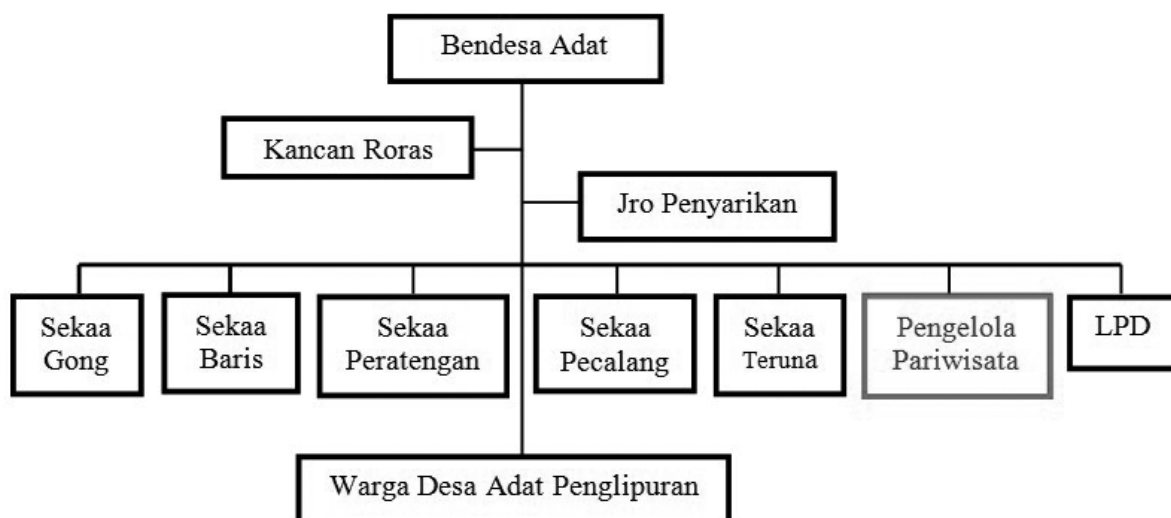 Bendesa Adat
Kancan Roras
Jro Penyarikan
Sekaa
Gong
Sekaa
Baris
Sekaa
Peratengan
Sekaa
Pecalang
Sekaa
Teruna
Pengelola
Pariwisata
LPD
Warga Desa Adat Penglipuran